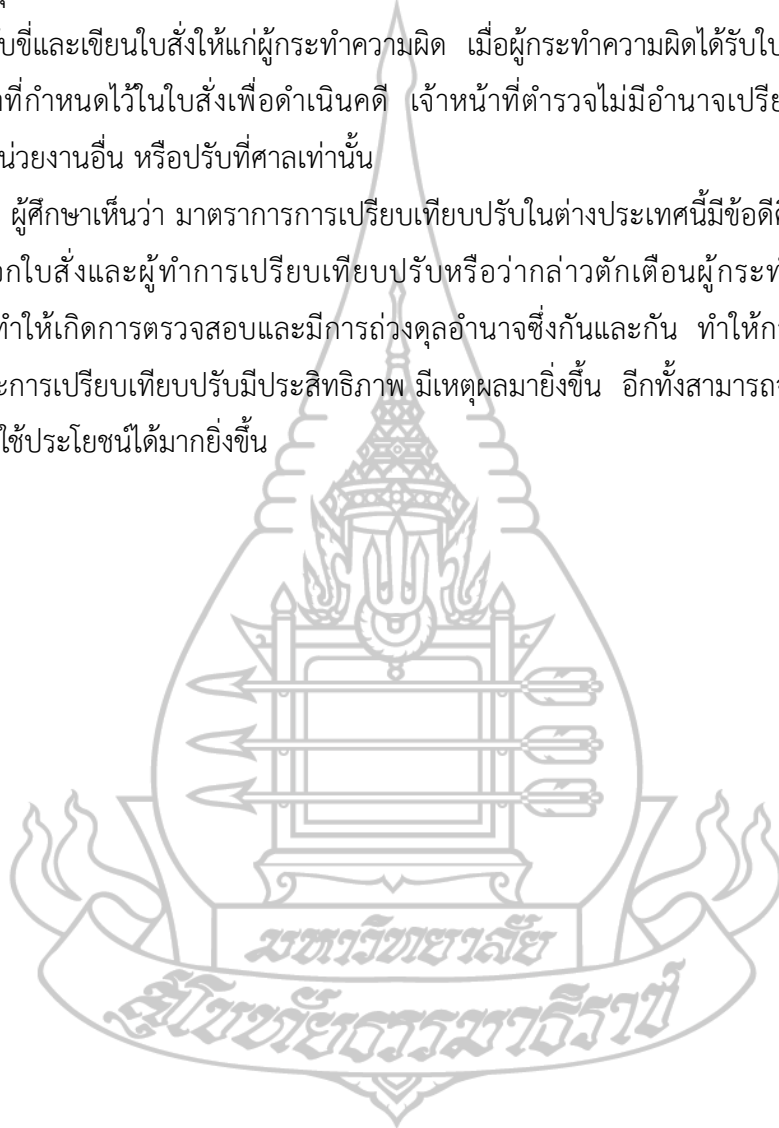 ับขี่และเขียนใบสั่งให้แก่ผู้กระทำความผิด เมื่อผู้กระทำความผิดได้รับใบ
าที่กำหนดไว้ในใบสั่งเพื่อดำเนินคดี เจ้าหน้าที่ตำรวจไม่มีอำนาจเปรีย
น่วยงานอื่น หรือปรับที่ศาลเท่านั้น
ผู้ศึกษาเห็นว่า มาตราการการเปรียบเทียบปรับในต่างประเทศนี้มีข้อดี
อกใบสั่งและผู้ทำการเปรียบเทียบปรับหรือว่ากล่าวตักเตือนผู้กระทำ
ทำให้เกิดการตรวจสอบและมีการถ่วงดุลอำนาจซึ่งกันและกัน ทำให้ก
ะการเปรียบเทียบปรับมีประสิทธิภาพ มีเหตุผลมายิ่งขึ้น อีกทั้งสามารถ
ใช้ประโยชน์ได้มากยิ่งขึ้น
มหาวิทยาลัย
สุโขทัยธรรมาธิราช